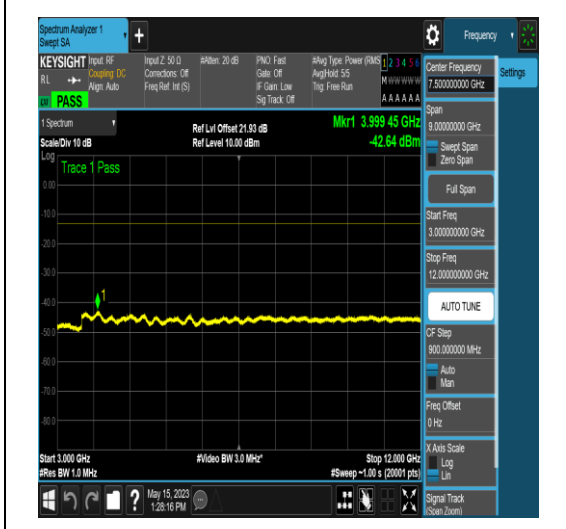 Spectrum Analyzer 1
Swept SA
+
Frequency
KEYSIGHT
RL
Input: RF
Coupling: DC
Align: Auto
Input Z: 50 Ω
Corrections: Off
Freq Ref: Int (S)
#Atten: 20 dB
PNO: Fast
Gate: Off
IF Gain: Low
Sig Track: Off
#Avg Type: Power (RMS
Avg|Hold: 5/5
Trig: Free Run
1 2 3 4 5 6
M W W W W W
A A A A A A
PASS
1 Spectrum
Scale/Div 10 dB
Ref Lvl Offset 21.93 dB
Ref Level 10.00 dBm
Mkr1 3.999 45 GHz
-42.64 dBm
Log
Trace 1 Pass
0.00
-10.0
-20.0
-30.0
-40.0
-50.0
-60.0
-70.0
-80.0
1
Start 3.000 GHz
#Res BW 1.0 MHz
#Video BW 3.0 MHz*
Stop 12.000 GHz
#Sweep ~1.00 s (20001 pts)
Center Frequency
7.500000000 GHz
Settings
Span
9.00000000 GHz
Swept Span
Zero Span
Full Span
Start Freq
3.000000000 GHz
Stop Freq
12.000000000 GHz
AUTO TUNE
CF Step
900.000000 MHz
Auto
Man
Freq Offset
0 Hz
X Axis Scale
Log
Lin
Signal Track
(Span Zoom)
?
May 15, 2023
1:28:16 PM